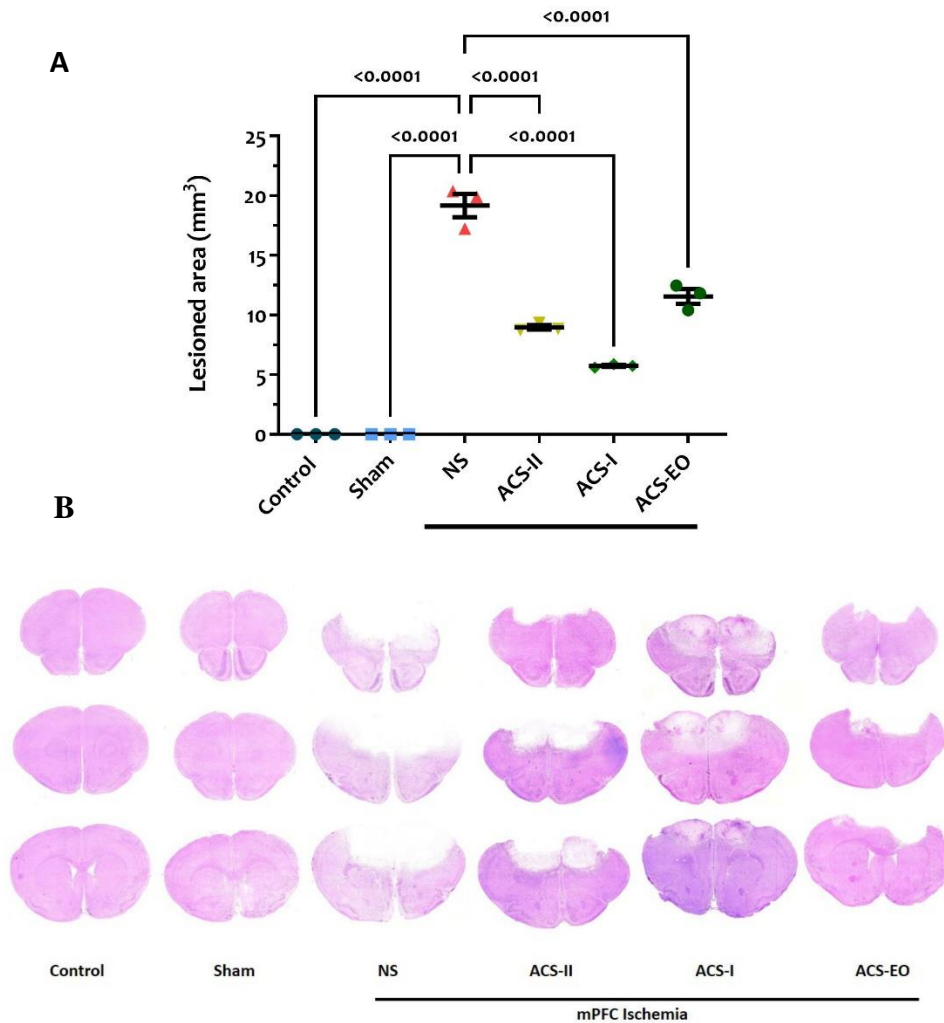 A
<0.0001
<0.0001 <0.0001
<0.0001 <0.0001
Lesioned area (mm³)
25
20
15
10
5
0
Control Sham NS ACS-II ACS-I ACS-EO
B
Control Sham NS ACS-II ACS-I ACS-EO
mPFC Ischemia